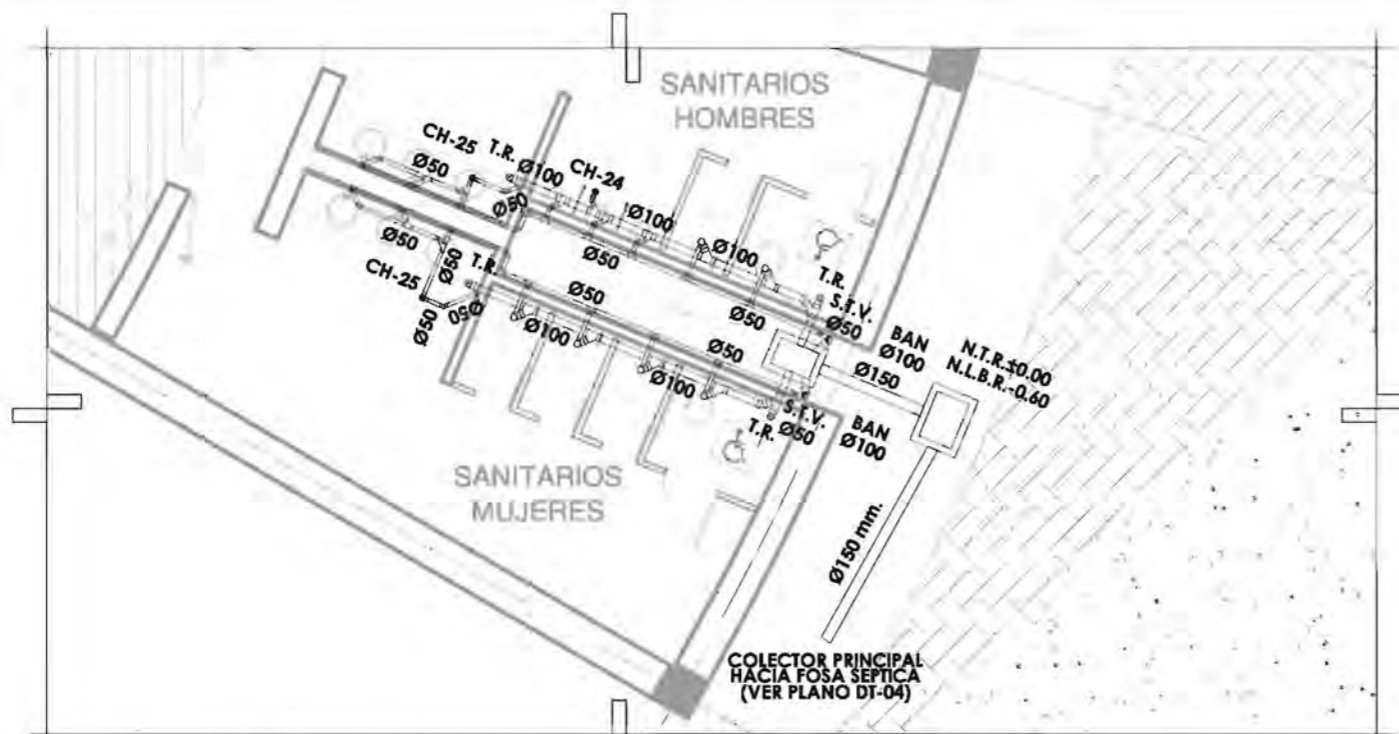 SANITARIOS
HOMBRES
CH-25
T.R.
Ø100
CH-24
Ø50
Ø50
Ø100
Ø100
Ø50
Ø50
Ø50
CH-25
T.R.
Ø50
Ø50
Ø50
Ø100
Ø50
Ø50
Ø100
T.R.
S.T.V.
Ø50
BAN
Ø100
Ø150
N.T.R.±0.00
N.L.B.R.-0.60
S.T.V.
T.R.
Ø50
BAN
Ø100
SANITARIOS
MUJERES
Ø150 mm.
COLECTOR PRINCIPAL
HACIA FOSA SEPTICA
(VER PLANO DT-04)